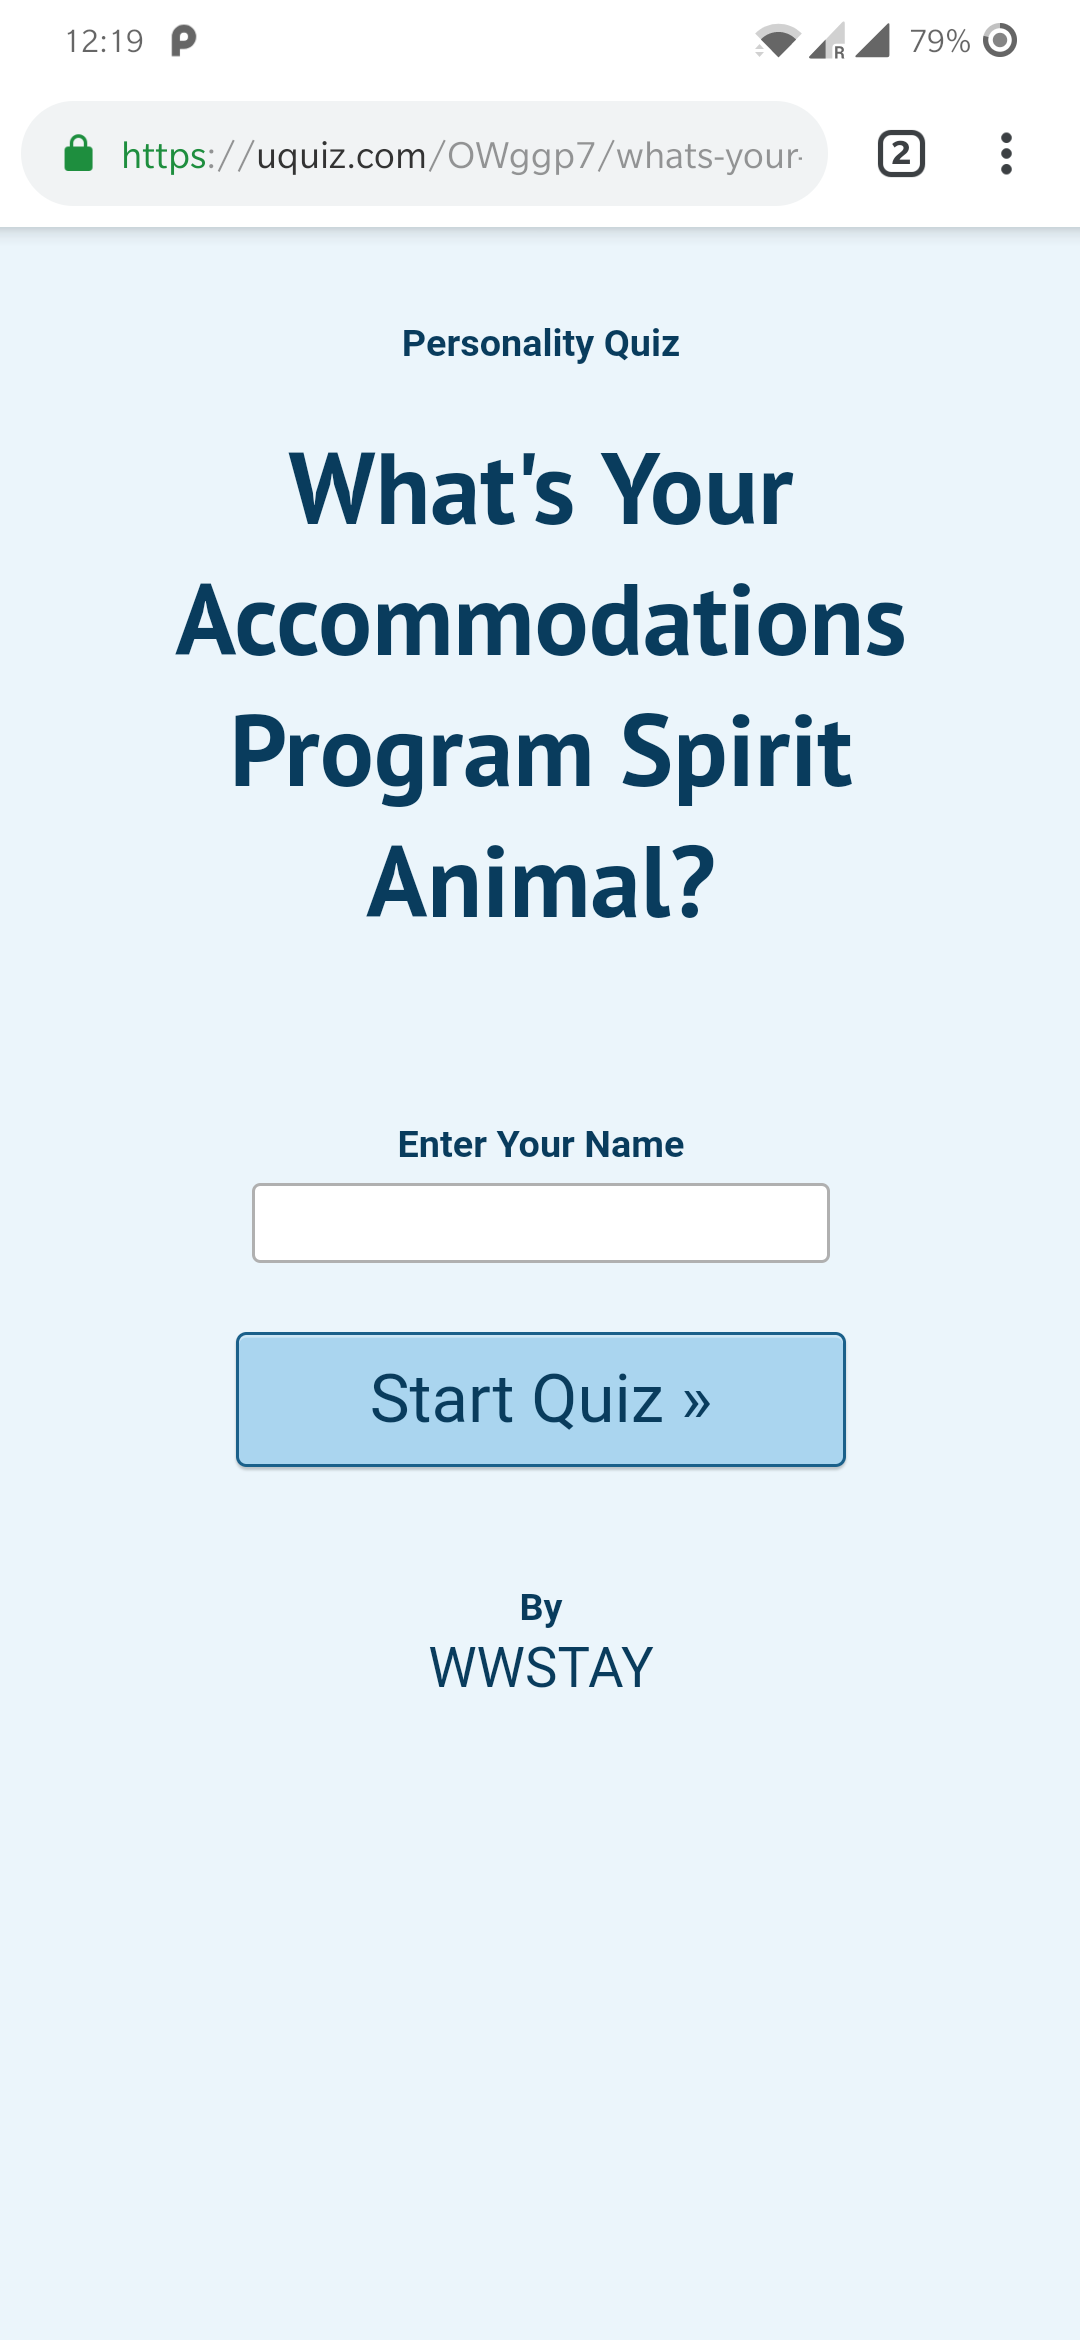 12:19
R
79%
https://uquiz.com/OWggp7/whats-your-
2
Personality Quiz
What's Your
Accommodations
Program Spirit
Animal?
Enter Your Name
Start Quiz »
By
WWSTAY